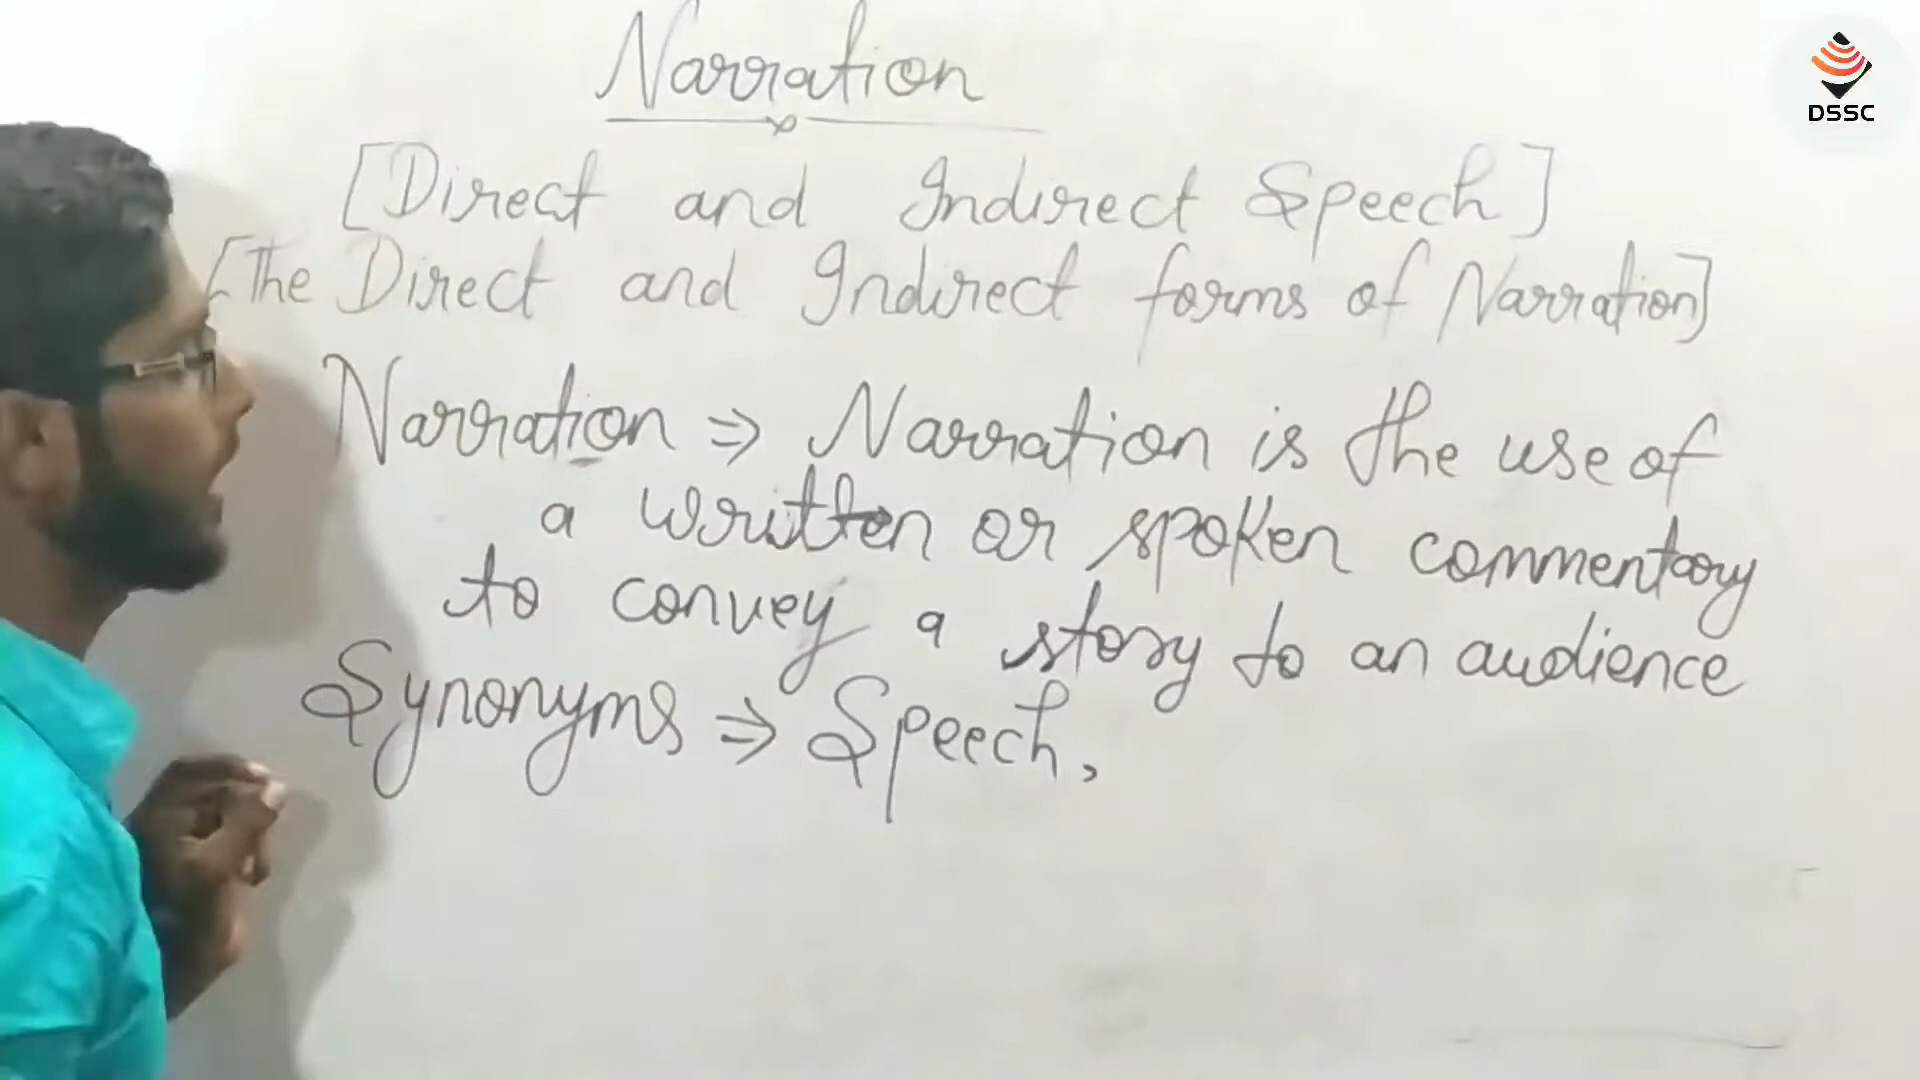 Narration
DSSC
[Direct and Indirect Speech]
[The Direct and Indirect forms of Narration]
Narration ⇒ Narration is the use of
a written or spoken commentary
to convey a story to an audience
Synonyms ⇒ Speech,